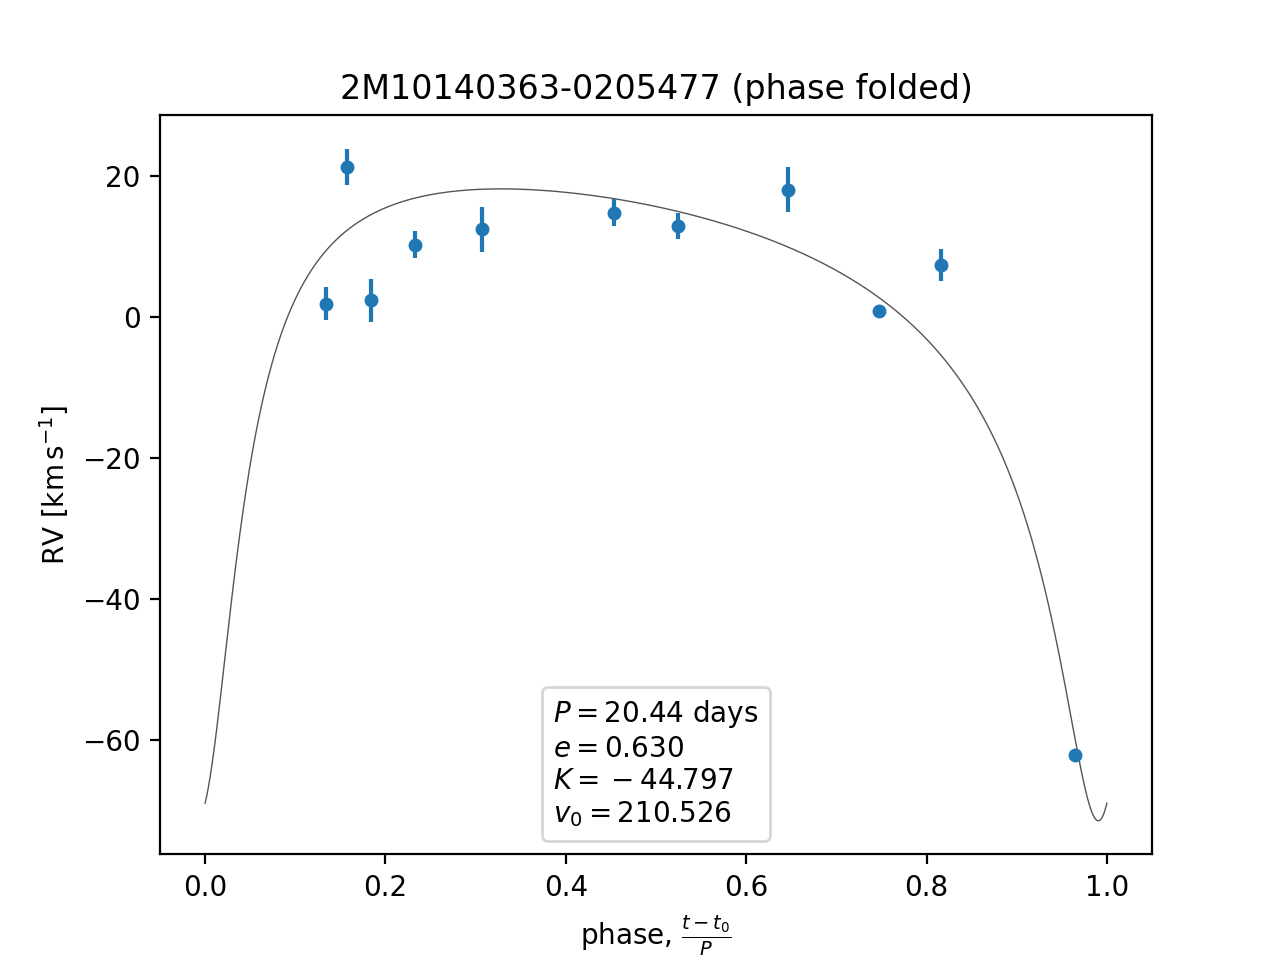 2M10140363-0205477 (phase folded)
20
0
−20
−40
−60
RV [km s⁻¹]
P = 20.44 days
e = 0.630
K = −44.797
v₀ = 210.526
0.0 0.2 0.4 0.6 0.8 1.0
phase, (t − t₀)/P